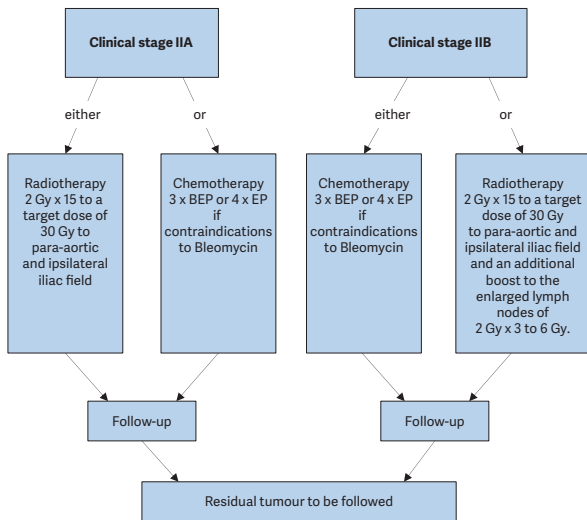 Clinical stage IIA
Clinical stage IIB
either
or
either
or
Radiotherapy
2 Gy x 15 to a
target dose of
30 Gy to
para-aortic
and ipsilateral
iliac field
Chemotherapy
3 x BEP or 4 x EP
if
contraindications
to Bleomycin
Chemotherapy
3 x BEP or 4 x EP
if
contraindications
to Bleomycin
Radiotherapy
2 Gy x 15 to a target
dose of 30 Gy
to para-aortic and
ipsilateral iliac field
and an additional
boost to the
enlarged lymph
nodes of
2 Gy x 3 to 6 Gy.
Follow-up
Follow-up
Residual tumour to be followed